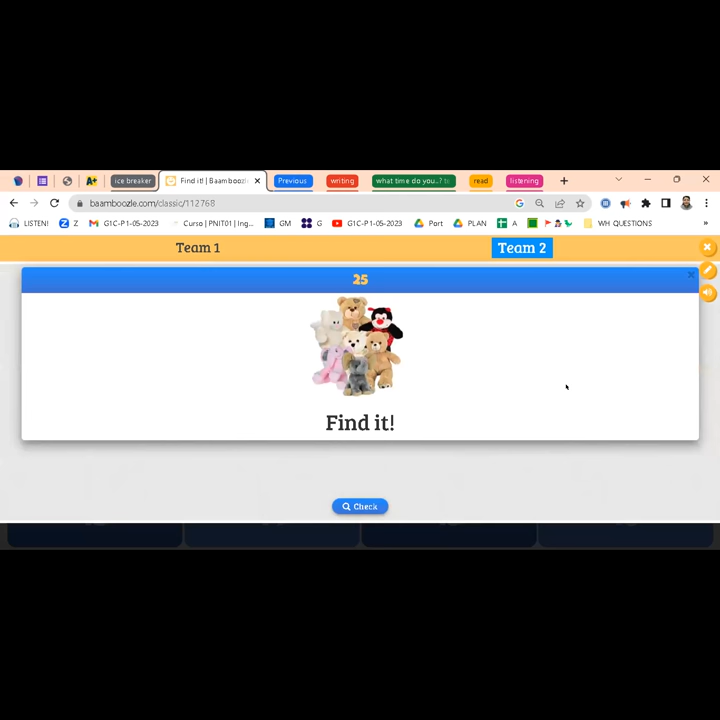 ice breaker
Find it! | Baamboozle
Previous
writing
what time do you..? t
read
listening
baamboozle.com/classic/112768
LISTEN!
Z
G1C-P1-05-2023
Curso | PNIT01 | Ing...
GM
G
G1C-P1-05-2023
Port
PLAN
A
WH QUESTIONS
»
Team 1
Team 2
25
Find it!
Check